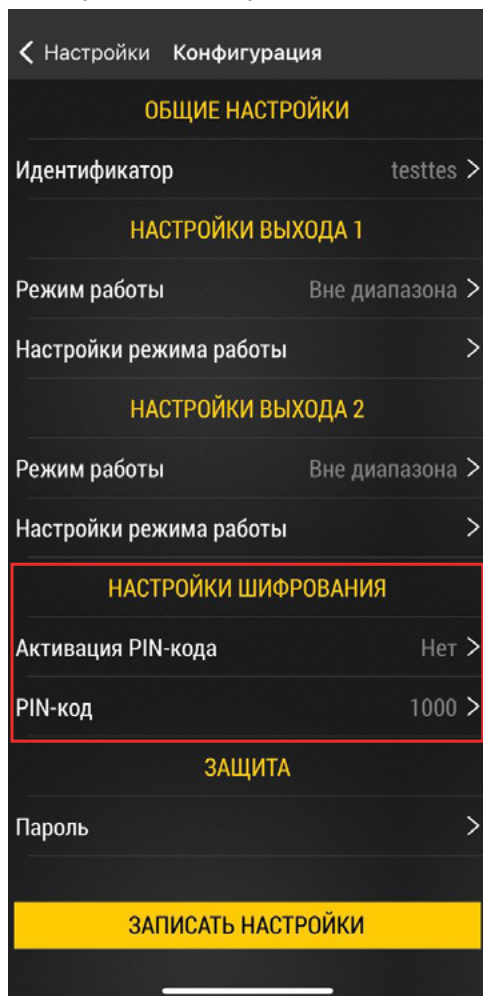 Настройки Конфигурация
ОБЩИЕ НАСТРОЙКИ
Идентификатор testtes
НАСТРОЙКИ ВЫХОДА 1
Режим работы Вне диапазона
Настройки режима работы
НАСТРОЙКИ ВЫХОДА 2
Режим работы Вне диапазона
Настройки режима работы
НАСТРОЙКИ ШИФРОВАНИЯ
Активация PIN-кода Нет
PIN-код 1000
ЗАЩИТА
Пароль
ЗАПИСАТЬ НАСТРОЙКИ